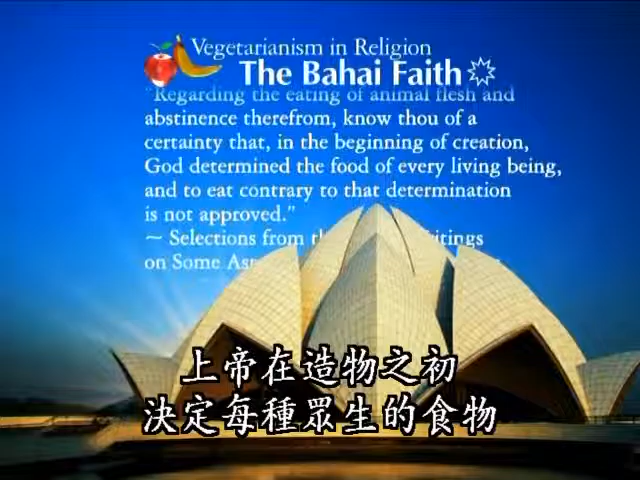 Vegetarianism in Religion
The Bahai Faith
"Regarding the eating of animal flesh and
abstinence therefrom, know thou of a
certainty that, in the beginning of creation,
God determined the food of every living being,
and to eat contrary to that determination
is not approved."
~ Selections from
on Some
上帝在造物之初
決定每種眾生的食物